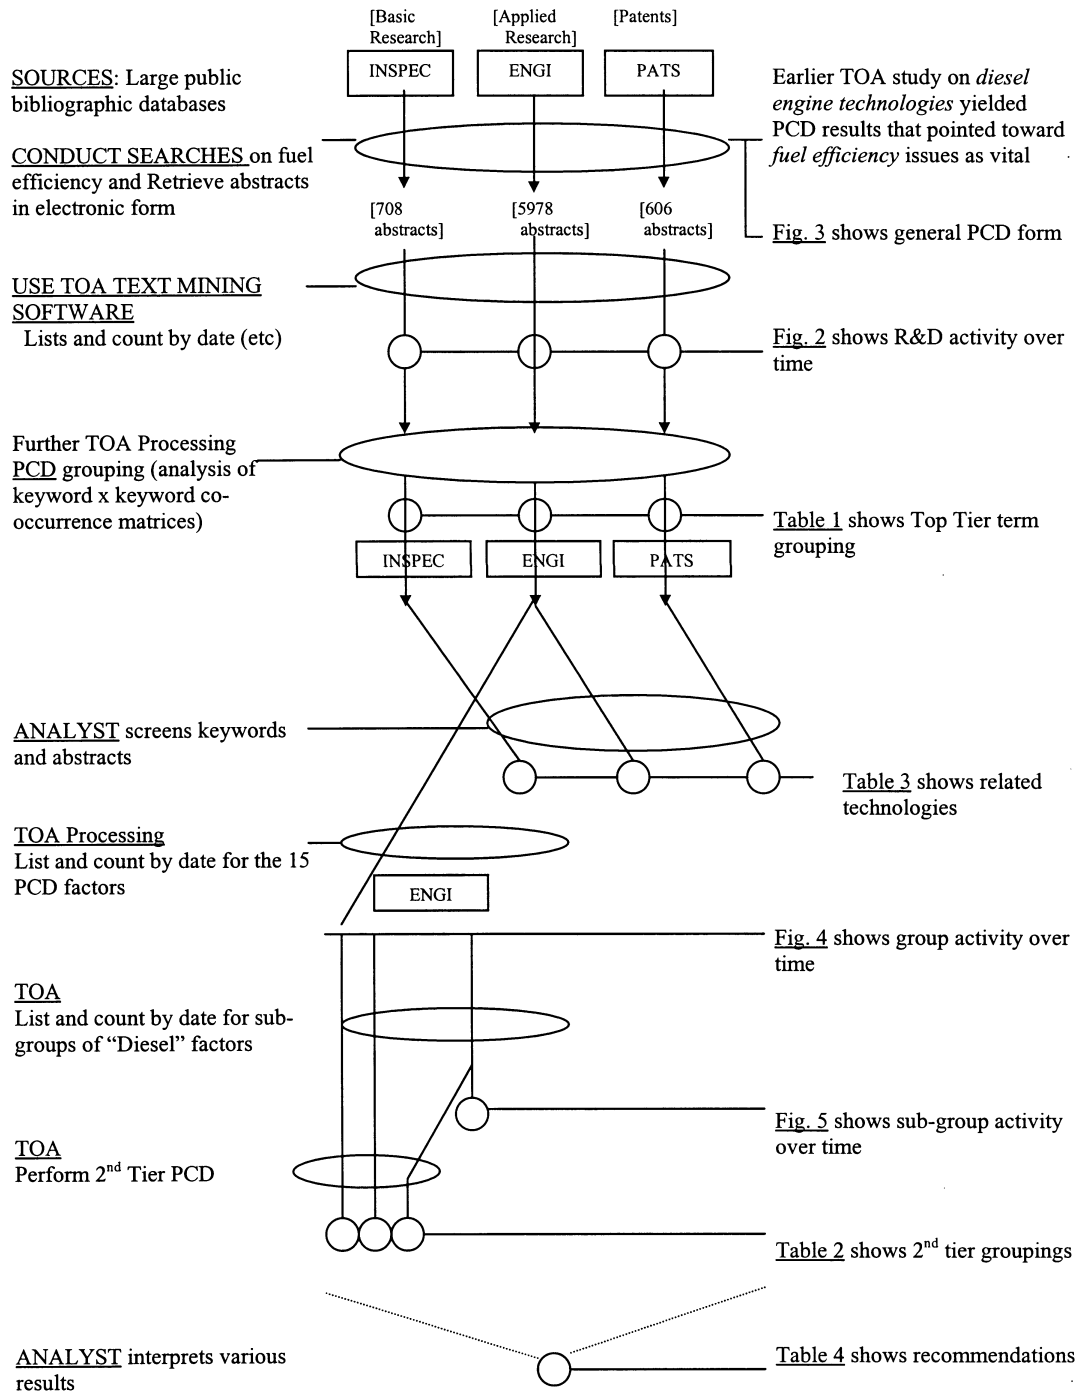 [Basic
Research]
[Applied
Research]
[Patents]
INSPEC
ENGI
PATS
SOURCES: Large public
bibliographic databases
Earlier TOA study on diesel
engine technologies yielded
PCD results that pointed toward
fuel efficiency issues as vital
CONDUCT SEARCHES on fuel
efficiency and Retrieve abstracts
in electronic form
[708
abstracts]
[5978
abstracts]
[606
abstracts]
Fig. 3 shows general PCD form
USE TOA TEXT MINING
SOFTWARE
Lists and count by date (etc)
Fig. 2 shows R&D activity over
time
Further TOA Processing
PCD grouping (analysis of
keyword x keyword co-
occurrence matrices)
Table 1 shows Top Tier term
grouping
INSPEC
ENGI
PATS
ANALYST screens keywords
and abstracts
Table 3 shows related
technologies
TOA Processing
List and count by date for the 15
PCD factors
ENGI
Fig. 4 shows group activity over
time
TOA
List and count by date for sub-
groups of “Diesel” factors
Fig. 5 shows sub-group activity
over time
TOA
Perform 2nd Tier PCD
Table 2 shows 2nd tier groupings
ANALYST interprets various
results
Table 4 shows recommendations